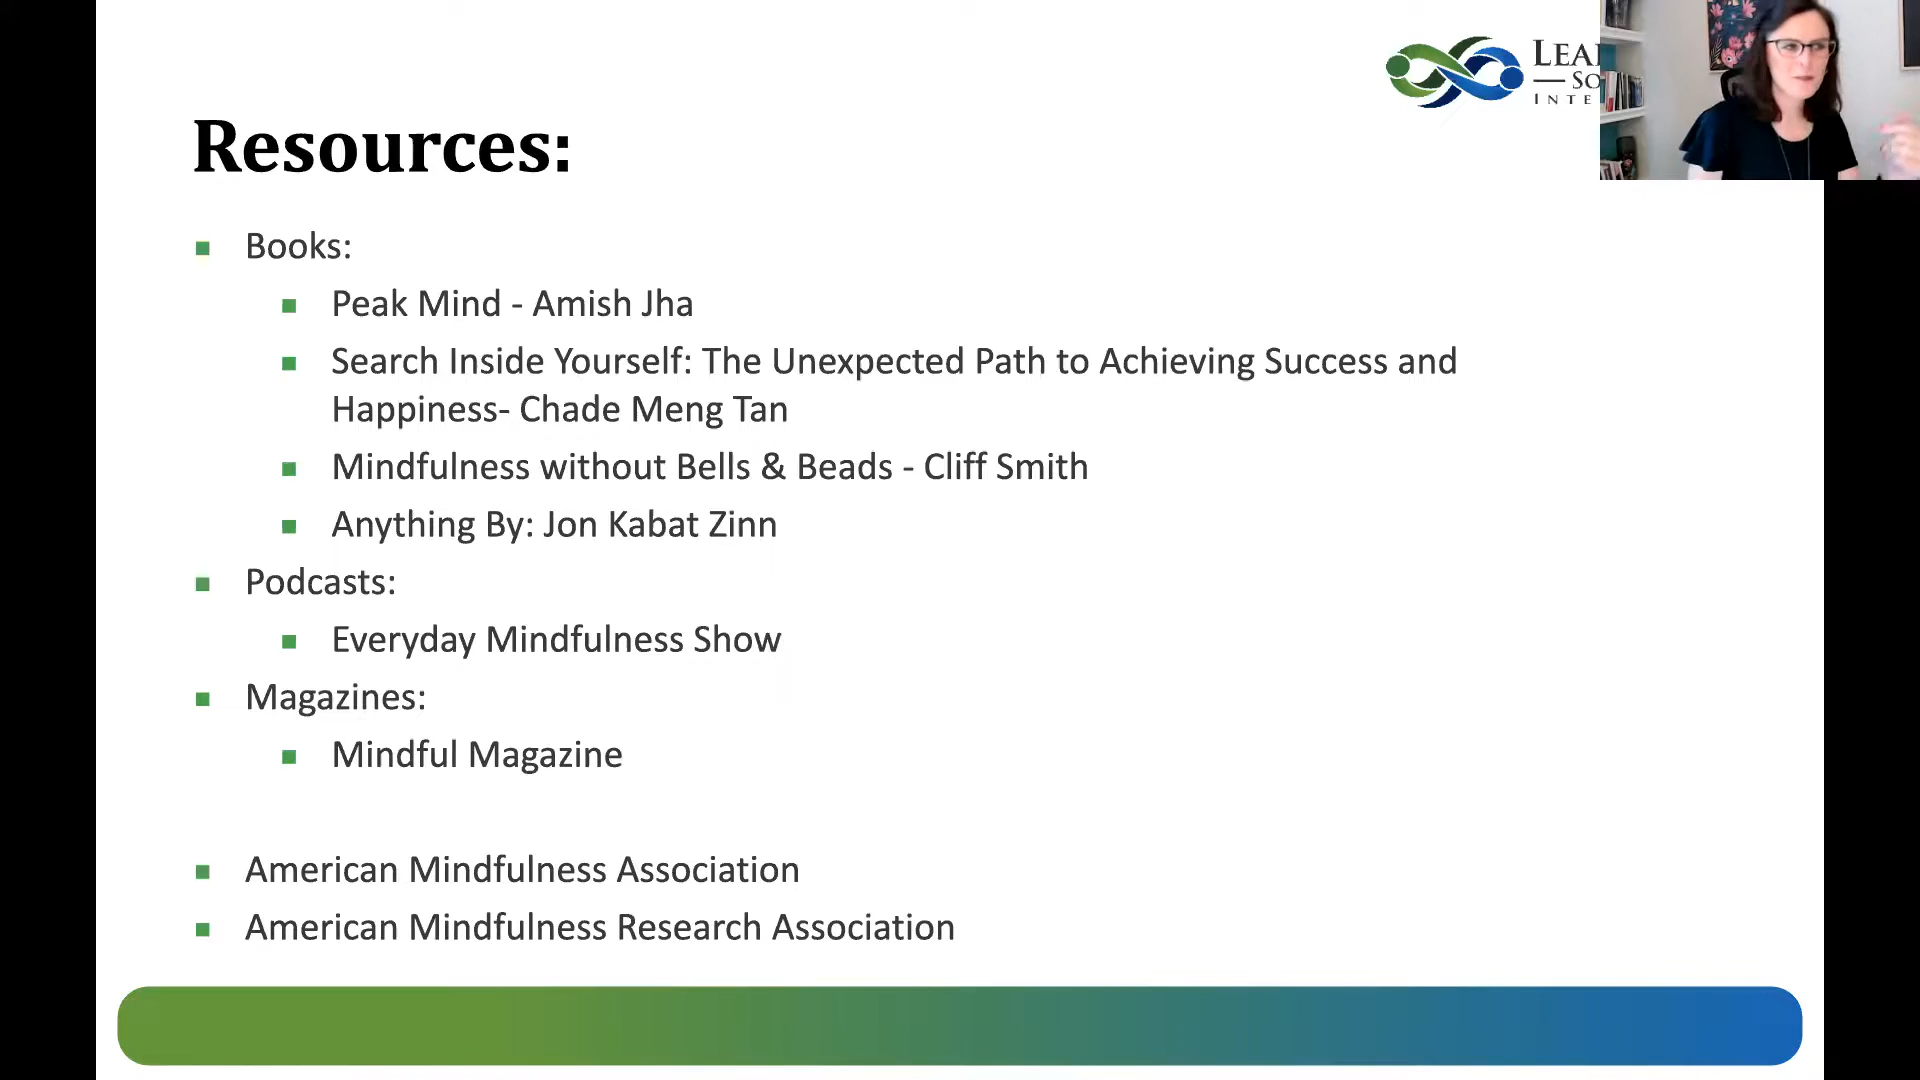 Resources:
Books:
Peak Mind - Amish Jha
Search Inside Yourself: The Unexpected Path to Achieving Success and
Happiness- Chade Meng Tan
Mindfulness without Bells & Beads - Cliff Smith
Anything By: Jon Kabat Zinn
Podcasts:
Everyday Mindfulness Show
Magazines:
Mindful Magazine
American Mindfulness Association
American Mindfulness Research Association